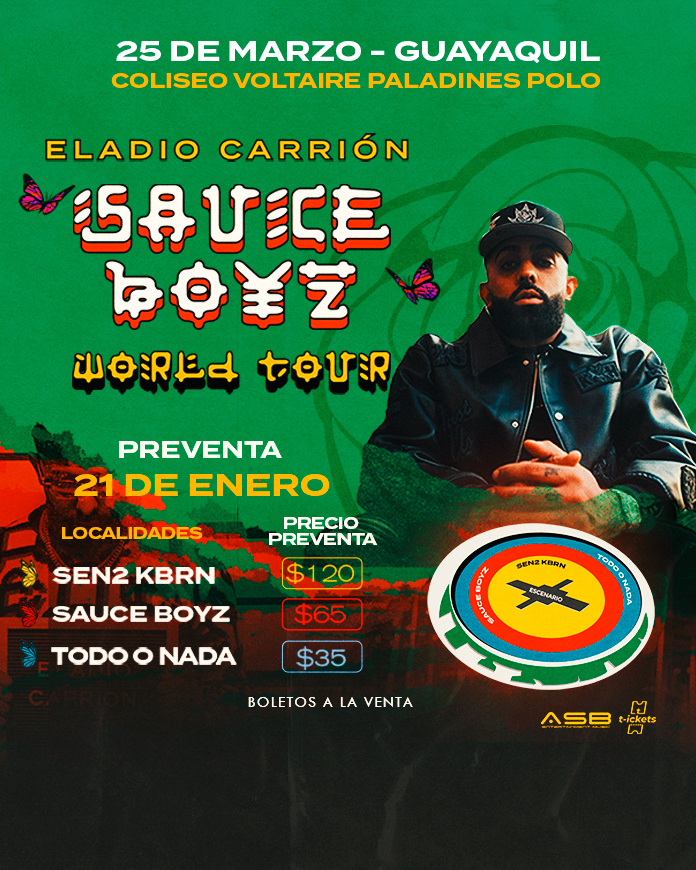 25 DE MARZO - GUAYAQUIL
COLISEO VOLTAIRE PALADINES POLO
ELADIO CARRIÓN
SAUCE
BOYZ
WORLD TOUR
PREVENTA
21 DE ENERO
LOCALIDADES
PRECIO
PREVENTA
SEN2 KBRN
$120
SAUCE BOYZ
$65
TODO O NADA
$35
SEN2 KBRN
TODO O NADA
SAUCE BOYZ
ESCENARIO
BOLETOS A LA VENTA
ASB
ENTERTAINMENT MUSIC
t-ickets